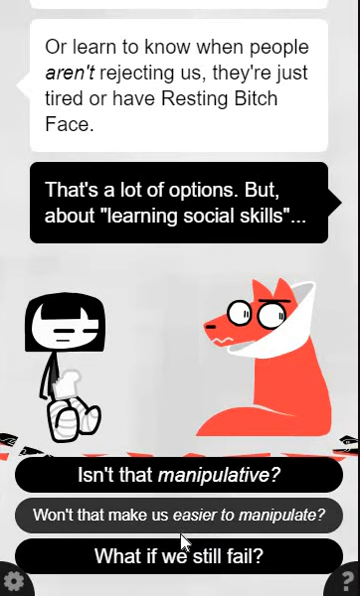 Or learn to know when people
aren't rejecting us, they're just
tired or have Resting Bitch
Face.
That's a lot of options. But,
about "learning social skills"...
Isn't that manipulative?
Won't that make us easier to manipulate?
What if we still fail?
?